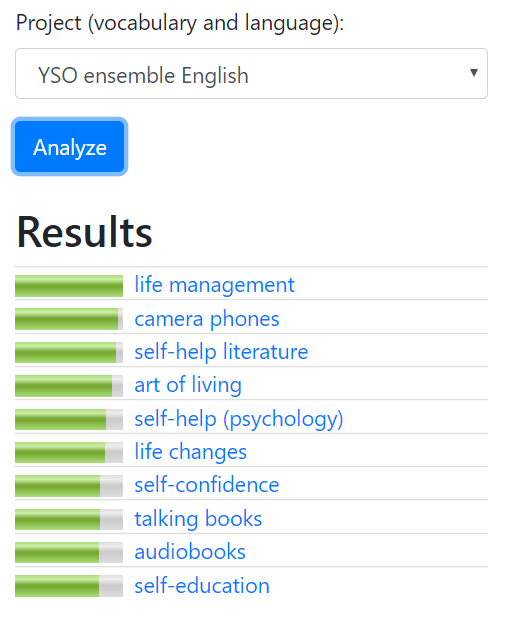 Project (vocabulary and language):
YSO ensemble English
Analyze
Results
life management
camera phones
self-help literature
art of living
self-help (psychology)
life changes
self-confidence
talking books
audiobooks
self-education